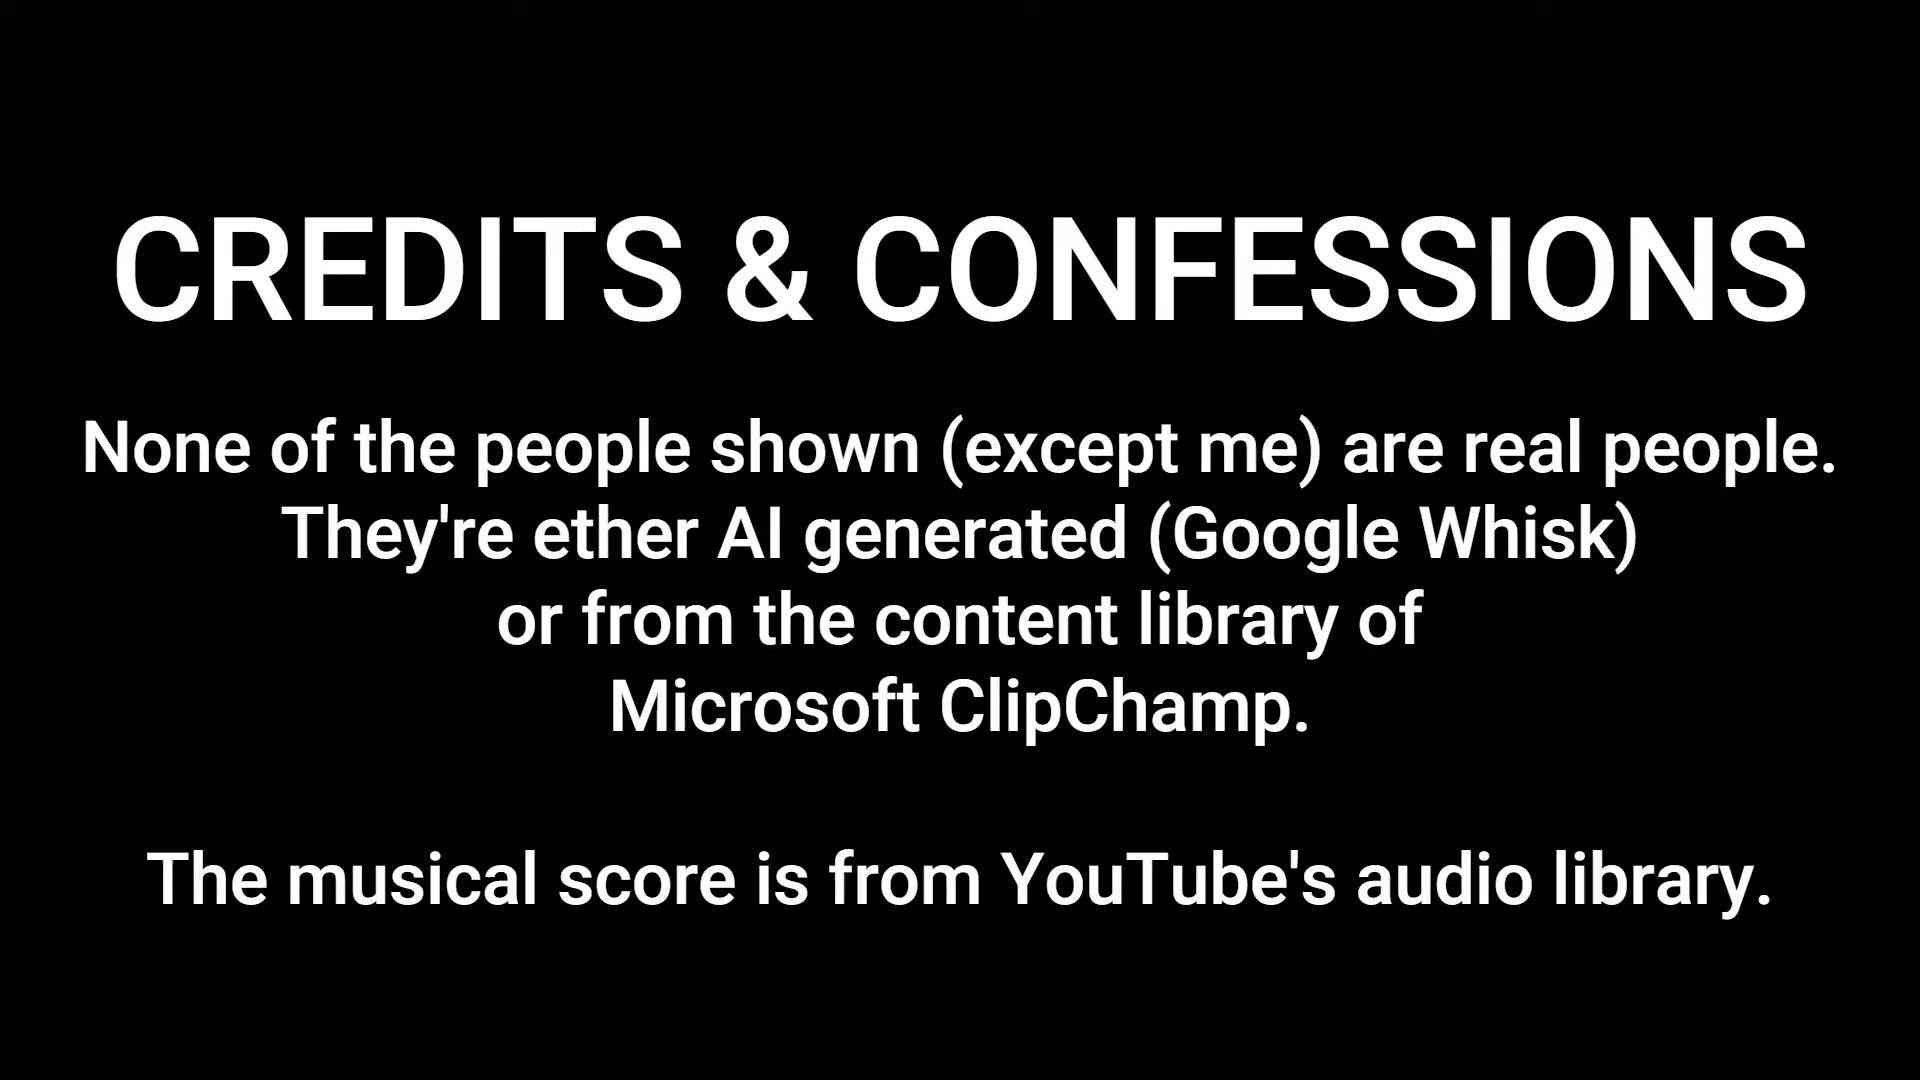 CREDITS & CONFESSIONS
None of the people shown (except me) are real people.
They're ether AI generated (Google Whisk)
or from the content library of
Microsoft ClipChamp.
The musical score is from YouTube's audio library.